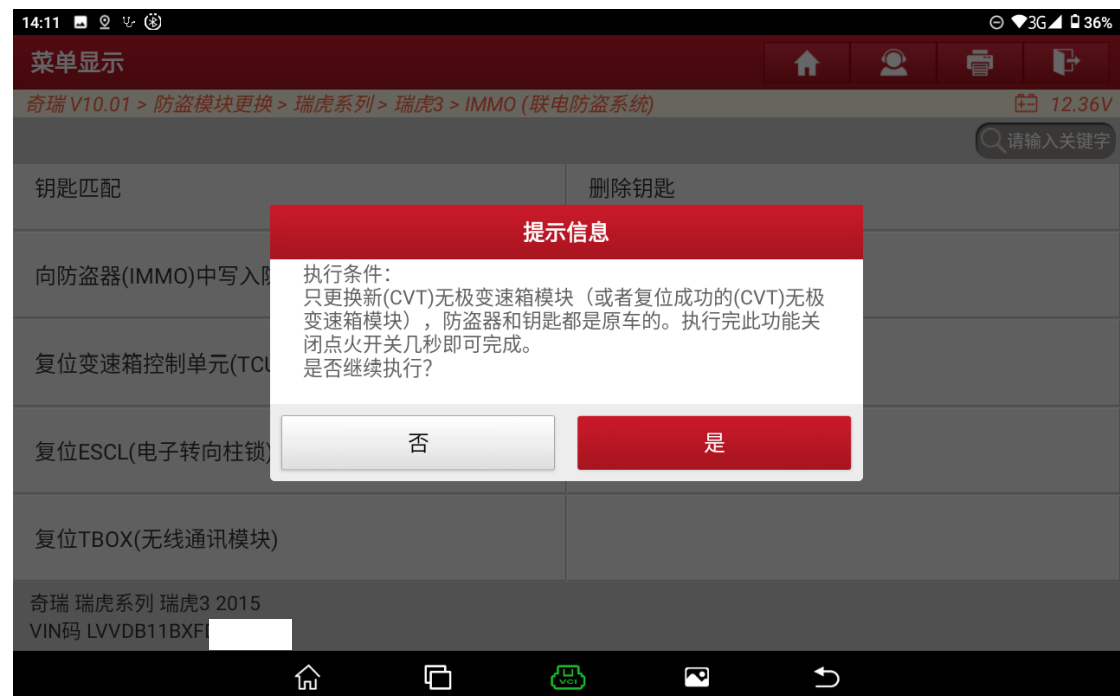 14:11
3G 36%
菜单显示
奇瑞 V10.01 > 防盗模块更换 > 瑞虎系列 > 瑞虎3 > IMMO (联电防盗系统)
12.36V
请输入关键字
钥匙匹配
删除钥匙
提示信息
向防盗器(IMMO)中写入
执行条件：
只更换新(CVT)无极变速箱模块（或者复位成功的(CVT)无极
变速箱模块），防盗器和钥匙都是原车的。执行完此功能关
闭点火开关几秒即可完成。
是否继续执行？
复位变速箱控制单元(TCU
否
是
复位ESCL(电子转向柱锁)
复位TBOX(无线通讯模块)
奇瑞 瑞虎系列 瑞虎3 2015
VIN码 LVVDB11BXF
VCI